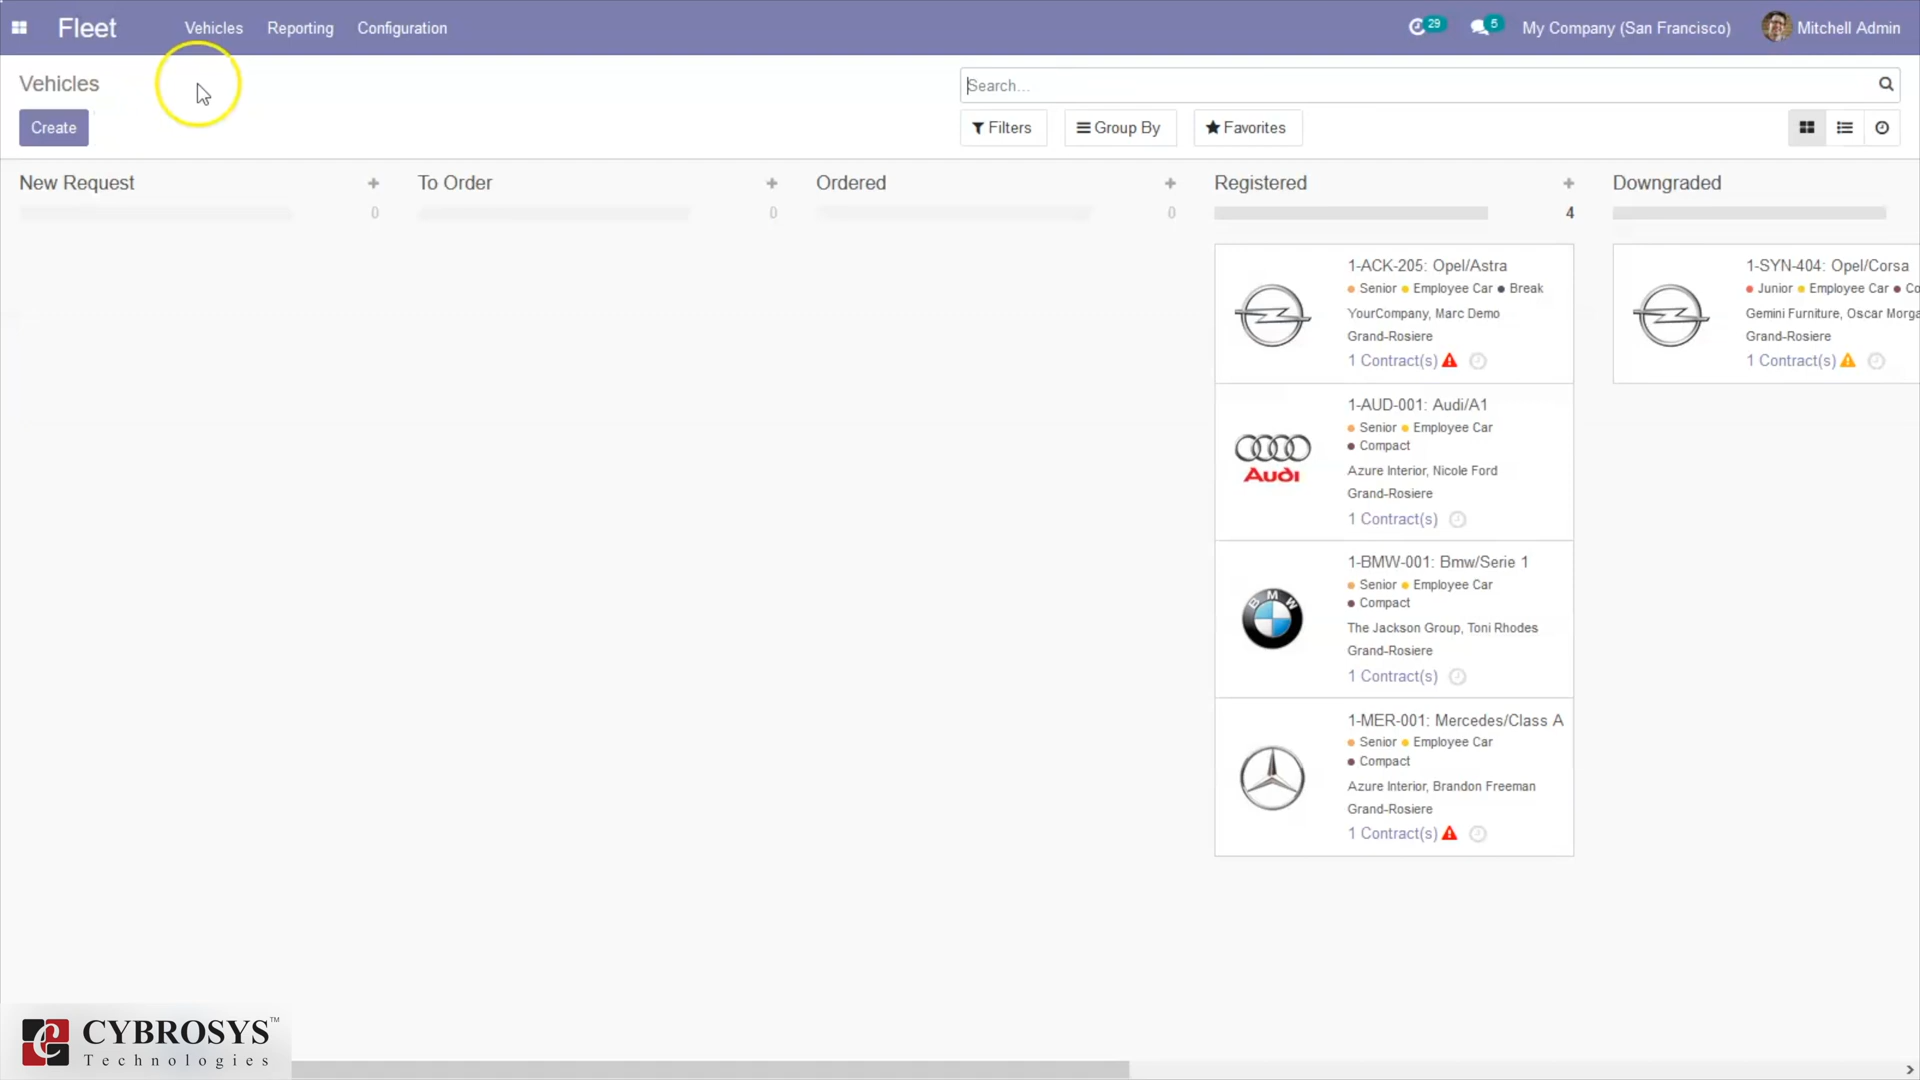 Fleet
Vehicles
Reporting
Configuration
29
5
My Company (San Francisco)
Mitchell Admin
Vehicles
Search...
Create
Filters
Group By
Favorites
New Request
0
To Order
0
Ordered
0
Registered
4
Downgraded
1-ACK-205: Opel/Astra
Senior Employee Car Break
YourCompany, Marc Demo
Grand-Rosiere
1 Contract(s)
1-AUD-001: Audi/A1
Senior Employee Car
Compact
Azure Interior, Nicole Ford
Grand-Rosiere
1 Contract(s)
Audi
1-BMW-001: Bmw/Serie 1
Senior Employee Car
Compact
The Jackson Group, Toni Rhodes
Grand-Rosiere
1 Contract(s)
BMW
1-MER-001: Mercedes/Class A
Senior Employee Car
Compact
Azure Interior, Brandon Freeman
Grand-Rosiere
1 Contract(s)
1-SYN-404: Opel/Corsa
Junior Employee Car Co
Gemini Furniture, Oscar Morga
Grand-Rosiere
1 Contract(s)
CYBROSYS™
Technologies